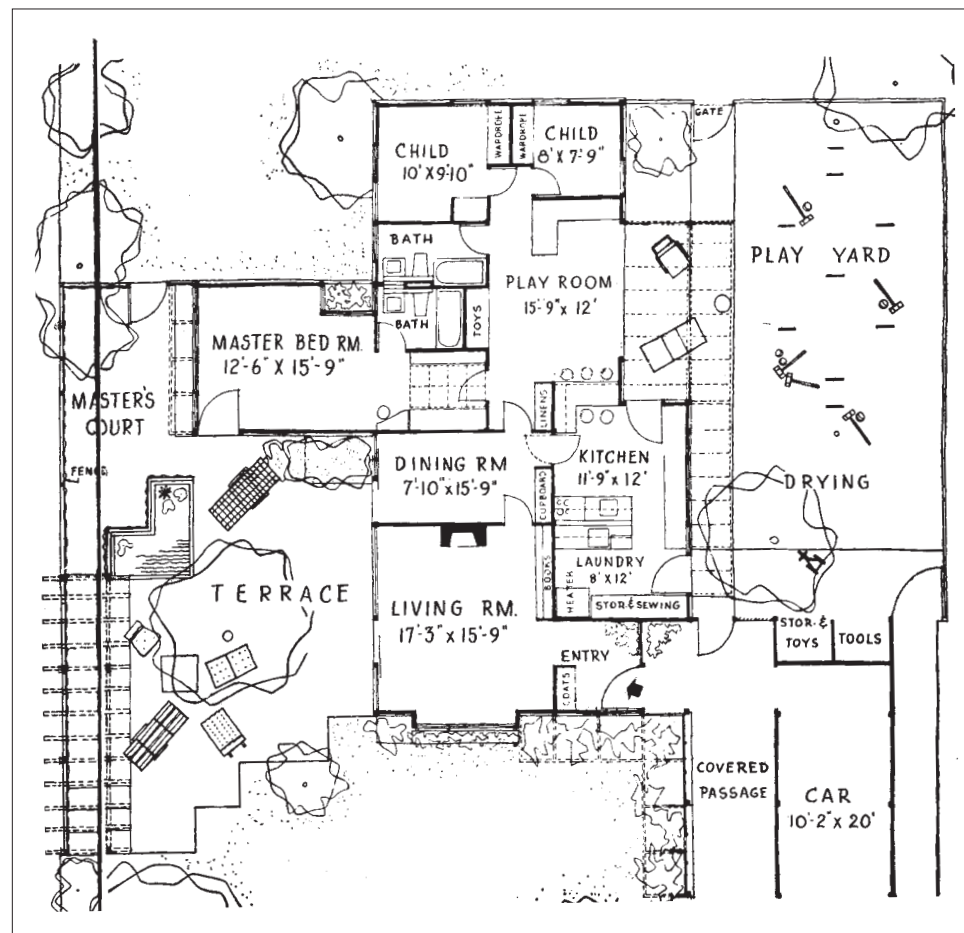 GATE
CHILD
10' X 9'-10"
WARDROBE
WARDROBE
CHILD
8' X 7'-9"
BATH
PLAY ROOM
15'-9" x 12'
PLAY YARD
BATH
TOYS
MASTER BED RM.
12'-6" X 15'-9"
MASTER'S
COURT
LINENS
FENCE
DINING RM
7'-10" x 15'-9"
CUPBOARD
KITCHEN
11'-9" x 12'
DRYING
TERRACE
LIVING RM.
17'-3" x 15'-9"
BOOKS
LAUNDRY
8' X 12'
HEATER
STOR. & SEWING
ENTRY
COATS
STOR. &
TOYS
TOOLS
COVERED
PASSAGE
CAR
10'-2" x 20'